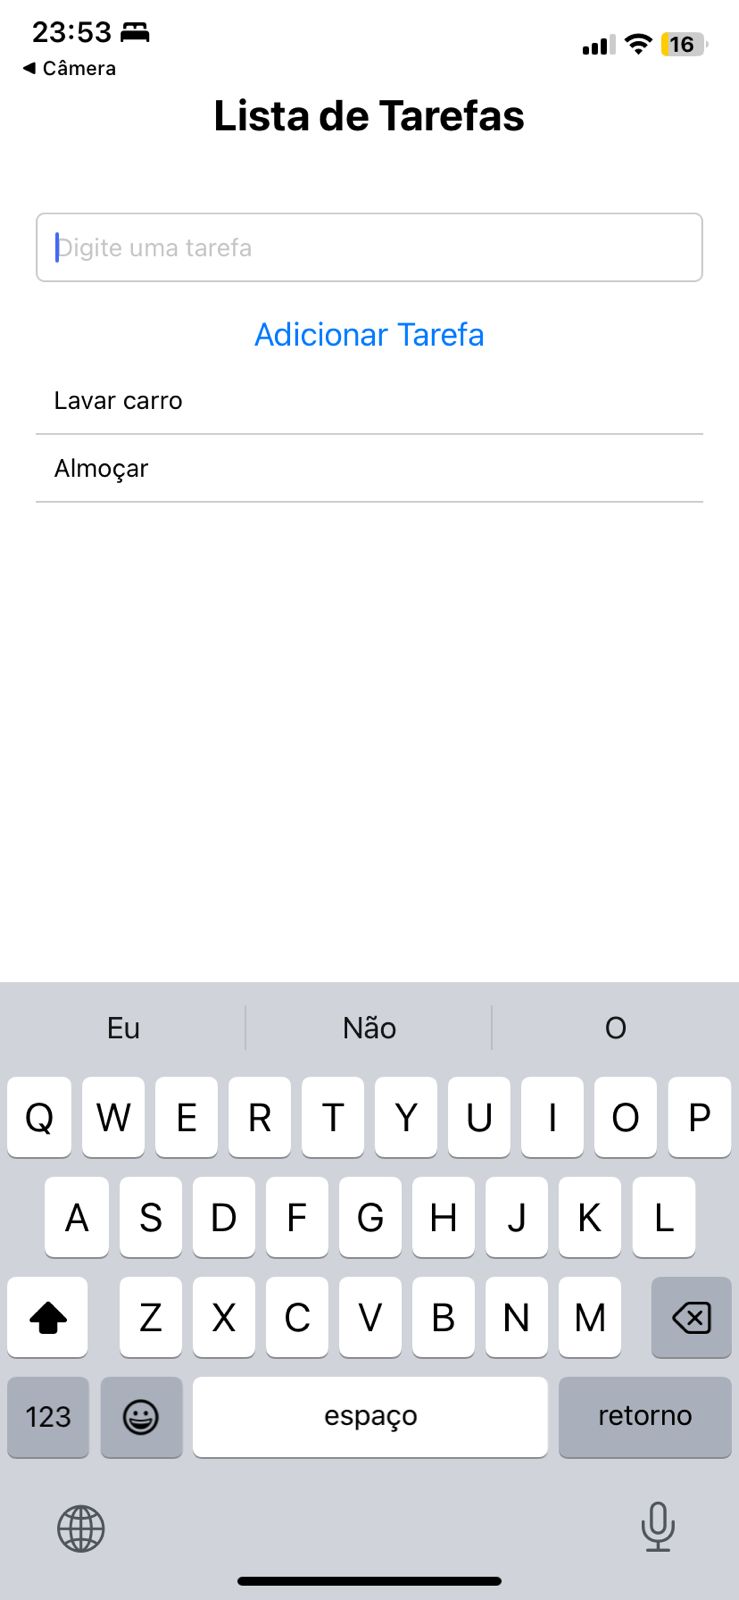 23:53
16
◀ Câmera
Lista de Tarefas
Digite uma tarefa
Adicionar Tarefa
Lavar carro
Almoçar
Eu Não O
Q W E R T Y U I O P
A S D F G H J K L
Z X C V B N M
123 espaço retorno